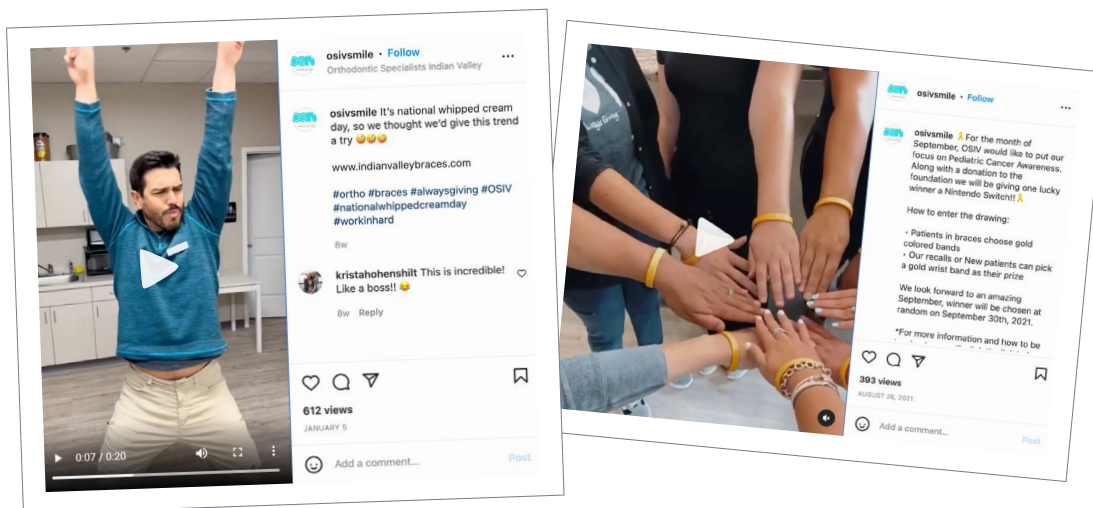 osivsmile • Follow
Orthodontic Specialists Indian Valley
osivsmile It's national whipped cream
day, so we thought we'd give this trend
a try 🤣🤣🤣
www.indianvalleybraces.com
#ortho #braces #alwaysgiving #OSIV
#nationalwhippedcreamday
#workinhard
8w
kristahohenshilt This is incredible!
Like a boss!! 😂
8w Reply
612 views
JANUARY 5
Add a comment...
Post
0:07 / 0:20
osivsmile • Follow
osivsmile 🎗️ For the month of
September, OSIV would like to put our
focus on Pediatric Cancer Awareness.
Along with a donation to the
foundation we will be giving one lucky
winner a Nintendo Switch!! 🎗️
How to enter the drawing:
• Patients in braces choose gold
colored bands
• Our recalls or New patients can pick
a gold wrist band as their prize
We look forward to an amazing
September, winner will be chosen at
random on September 30th, 2021.
*For more information and how to be
393 views
AUGUST 26, 2021
Add a comment...
Post
Giving